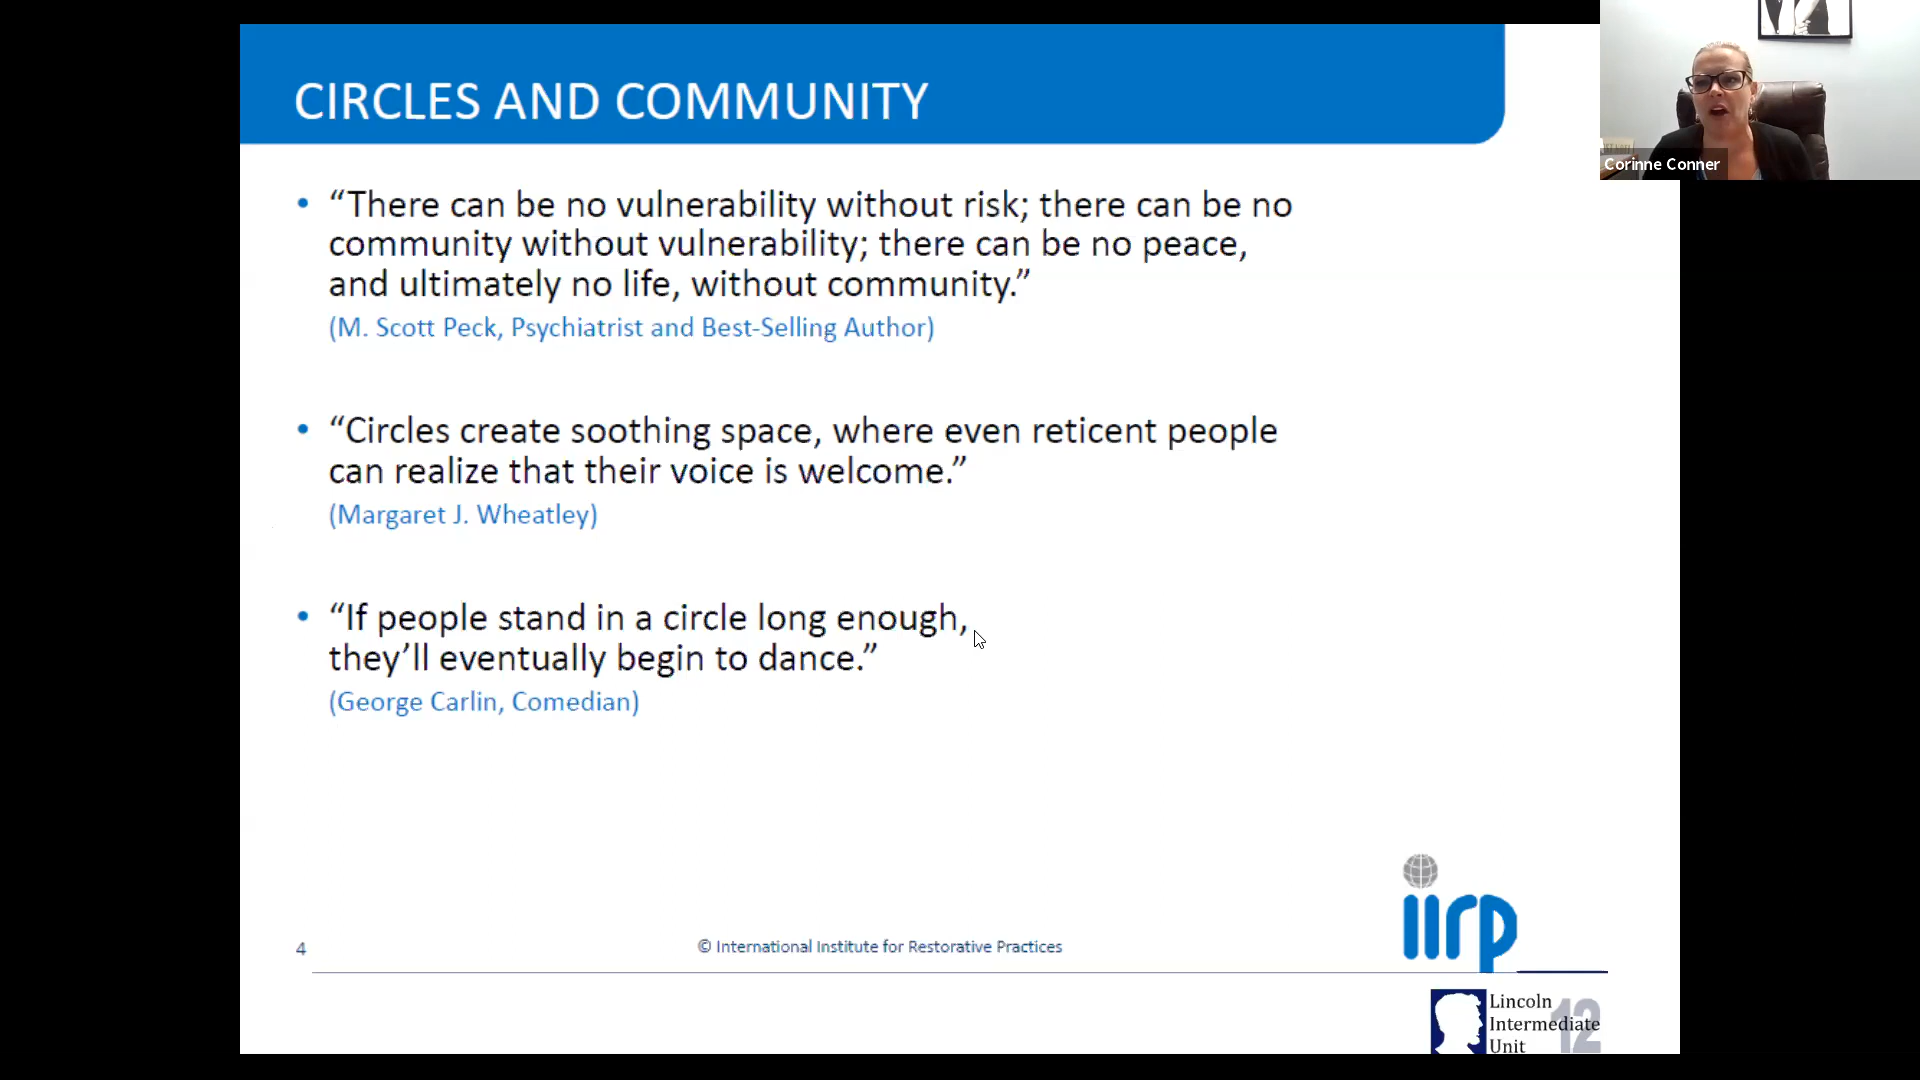 CIRCLES AND COMMUNITY
Corinne Conner
• “There can be no vulnerability without risk; there can be no
community without vulnerability; there can be no peace,
and ultimately no life, without community.”
(M. Scott Peck, Psychiatrist and Best-Selling Author)
• “Circles create soothing space, where even reticent people
can realize that their voice is welcome.”
(Margaret J. Wheatley)
• “If people stand in a circle long enough,
they’ll eventually begin to dance.”
(George Carlin, Comedian)
iirp
4
© International Institute for Restorative Practices
Lincoln
Intermediate
Unit
12